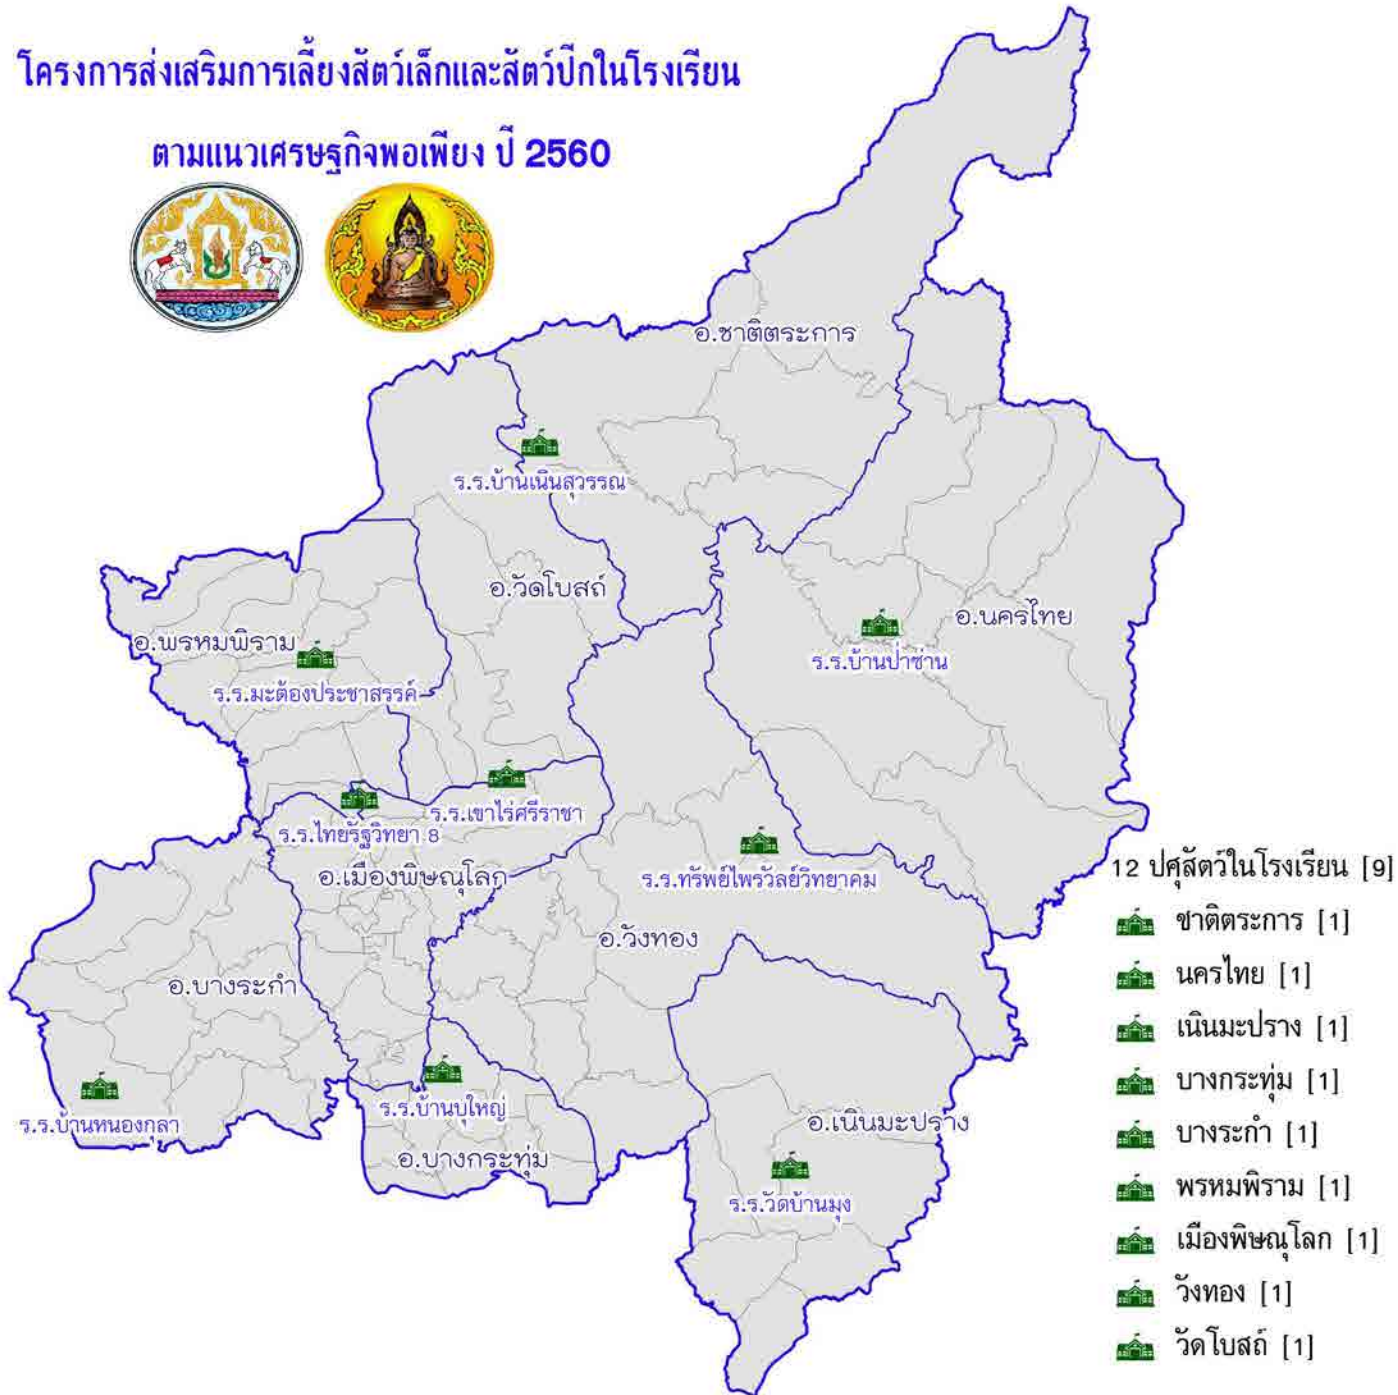 โครงการส่งเสริมการเลี้ยงสัตว์เล็กและสัตว์ปีกในโรงเรียน
ตามแนวเศรษฐกิจพอเพียง ปี 2560
อ.ชาติตระการ
ร.ร.บ้านเนินสุวรรณ
อ.วัดโบสถ์
อ.นครไทย
อ.พรหมพิราม
ร.ร.บ้านป่าซ่าน
ร.ร.มะต้องประชาสรรค์
ร.ร.เขาไร่ศรีราชา
ร.ร.ไทยรัฐวิทยา 8
อ.เมืองพิษณุโลก
ร.ร.ทรัพย์ไพรวัลย์วิทยาคม
อ.วังทอง
อ.บางระกำ
ร.ร.บ้านบุใหญ่
ร.ร.บ้านหนองกุลา
อ.เนินมะปราง
อ.บางกระทุ่ม
ร.ร.วัดบ้านมุง
12 ปศุสัตว์ในโรงเรียน [9]
ชาติตระการ [1]
นครไทย [1]
เนินมะปราง [1]
บางกระทุ่ม [1]
บางระกำ [1]
พรหมพิราม [1]
เมืองพิษณุโลก [1]
วังทอง [1]
วัดโบสถ์ [1]